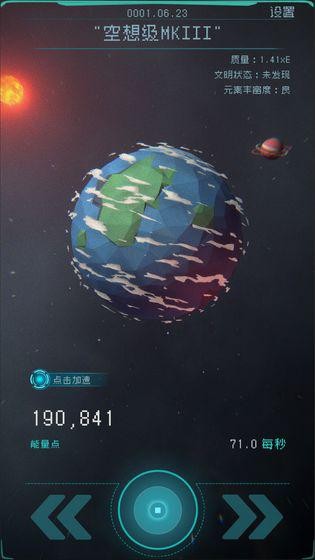 0001.06.23
设置
"空想级MKIII"
质量：1.41xE
文明状态：未发现
元素丰富度：良
点击加速
190,841
能量点
71.0 每秒